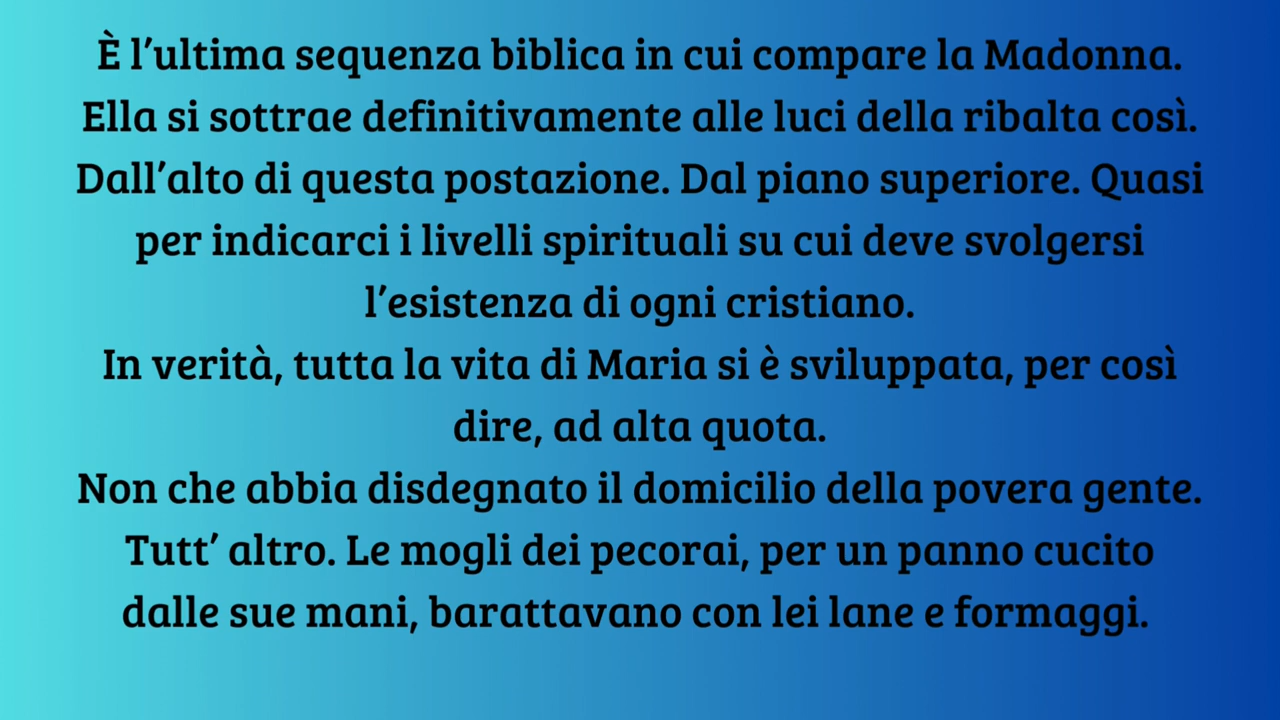 È l’ultima sequenza biblica in cui compare la Madonna.
Ella si sottrae definitivamente alle luci della ribalta così.
Dall’alto di questa postazione. Dal piano superiore. Quasi
per indicarci i livelli spirituali su cui deve svolgersi
l’esistenza di ogni cristiano.
In verità, tutta la vita di Maria si è sviluppata, per così
dire, ad alta quota.
Non che abbia disdegnato il domicilio della povera gente.
Tutt’ altro. Le mogli dei pecorai, per un panno cucito
dalle sue mani, barattavano con lei lane e formaggi.